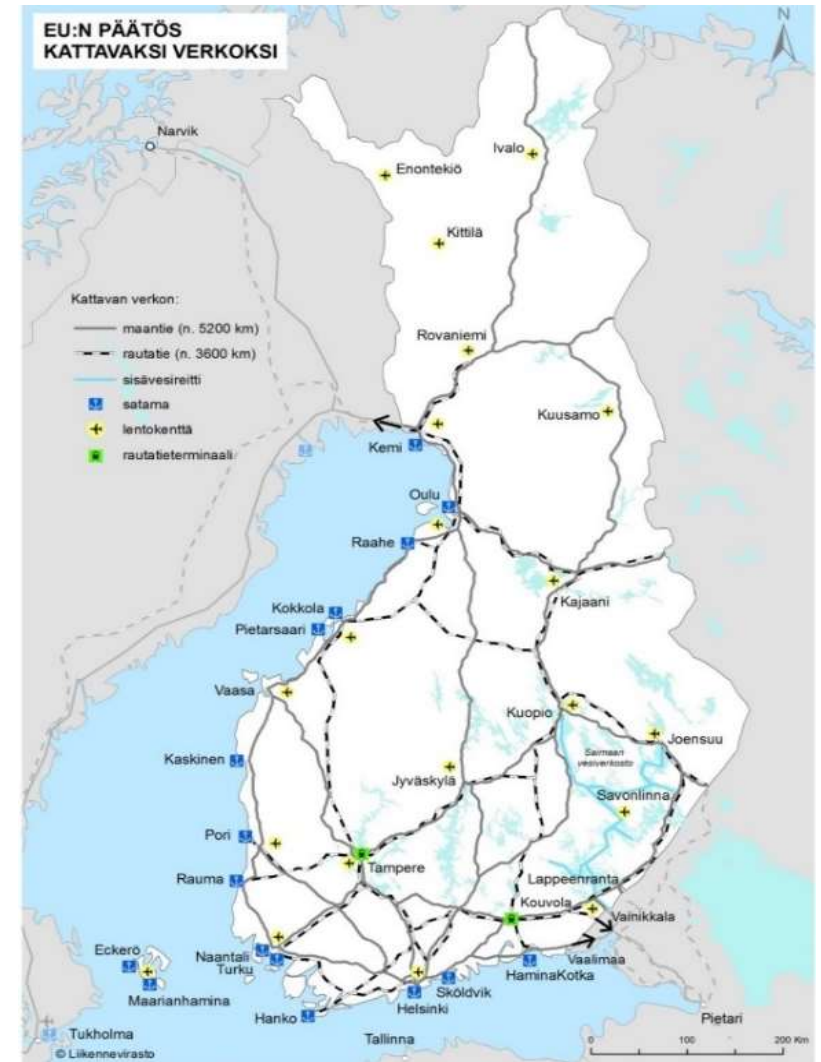 EU:N PÄÄTÖS
KATTAVAKSI VERKOKSI
N
Narvik
Ivalo
Enontekiö
Kittilä
Kattavan verkon:
maantie (n. 5200 km)
rautatie (n. 3600 km)
sisävesireitti
satama
lentokenttä
rautatieterminaali
Rovaniemi
Kuusamo
Kemi
Oulu
Raahe
Kajaani
Kokkola
Pietarsaari
Vaasa
Kuopio
Joensuu
Saimaan
vesiverkosto
Kaskinen
Jyväskylä
Savonlinna
Pori
Tampere
Rauma
Lappeenranta
Kouvola
Vainikkala
Eckerö
Naantali
Turku
Vaalimaa
HaminaKotka
Maarianhamina
Sköldvik
Helsinki
Hanko
Pietari
Tukholma
Tallinna
© Liikennevirasto
0 100 200 Km